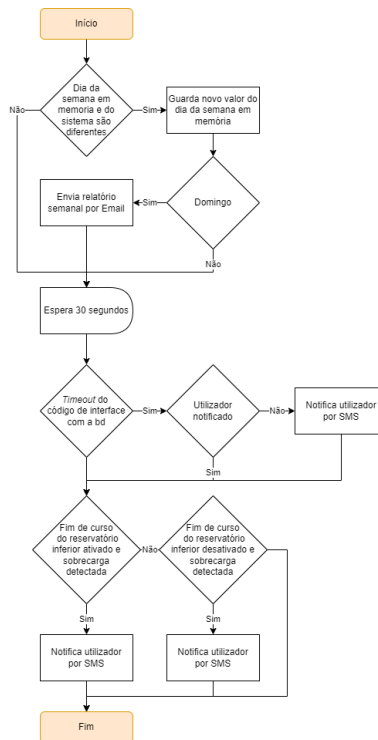 Início
Dia da
semana em
memoria e do
sistema são
diferentes
Não
Sim
Guarda novo valor do
dia da semana em
memória
Domingo
Sim
Envia relatório
semanal por Email
Não
Espera 30 segundos
Timeout do
código de interface
com a bd
Sim
Utilizador
notificado
Não
Notifica utilizador
por SMS
Sim
Fim de curso
do reservatório
inferior ativado e
sobrecarga
detectada
Não
Fim de curso
do reservatório
inferior desativado e
sobrecarga
detectada
Sim
Sim
Notifica utilizador
por SMS
Notifica utilizador
por SMS
Fim